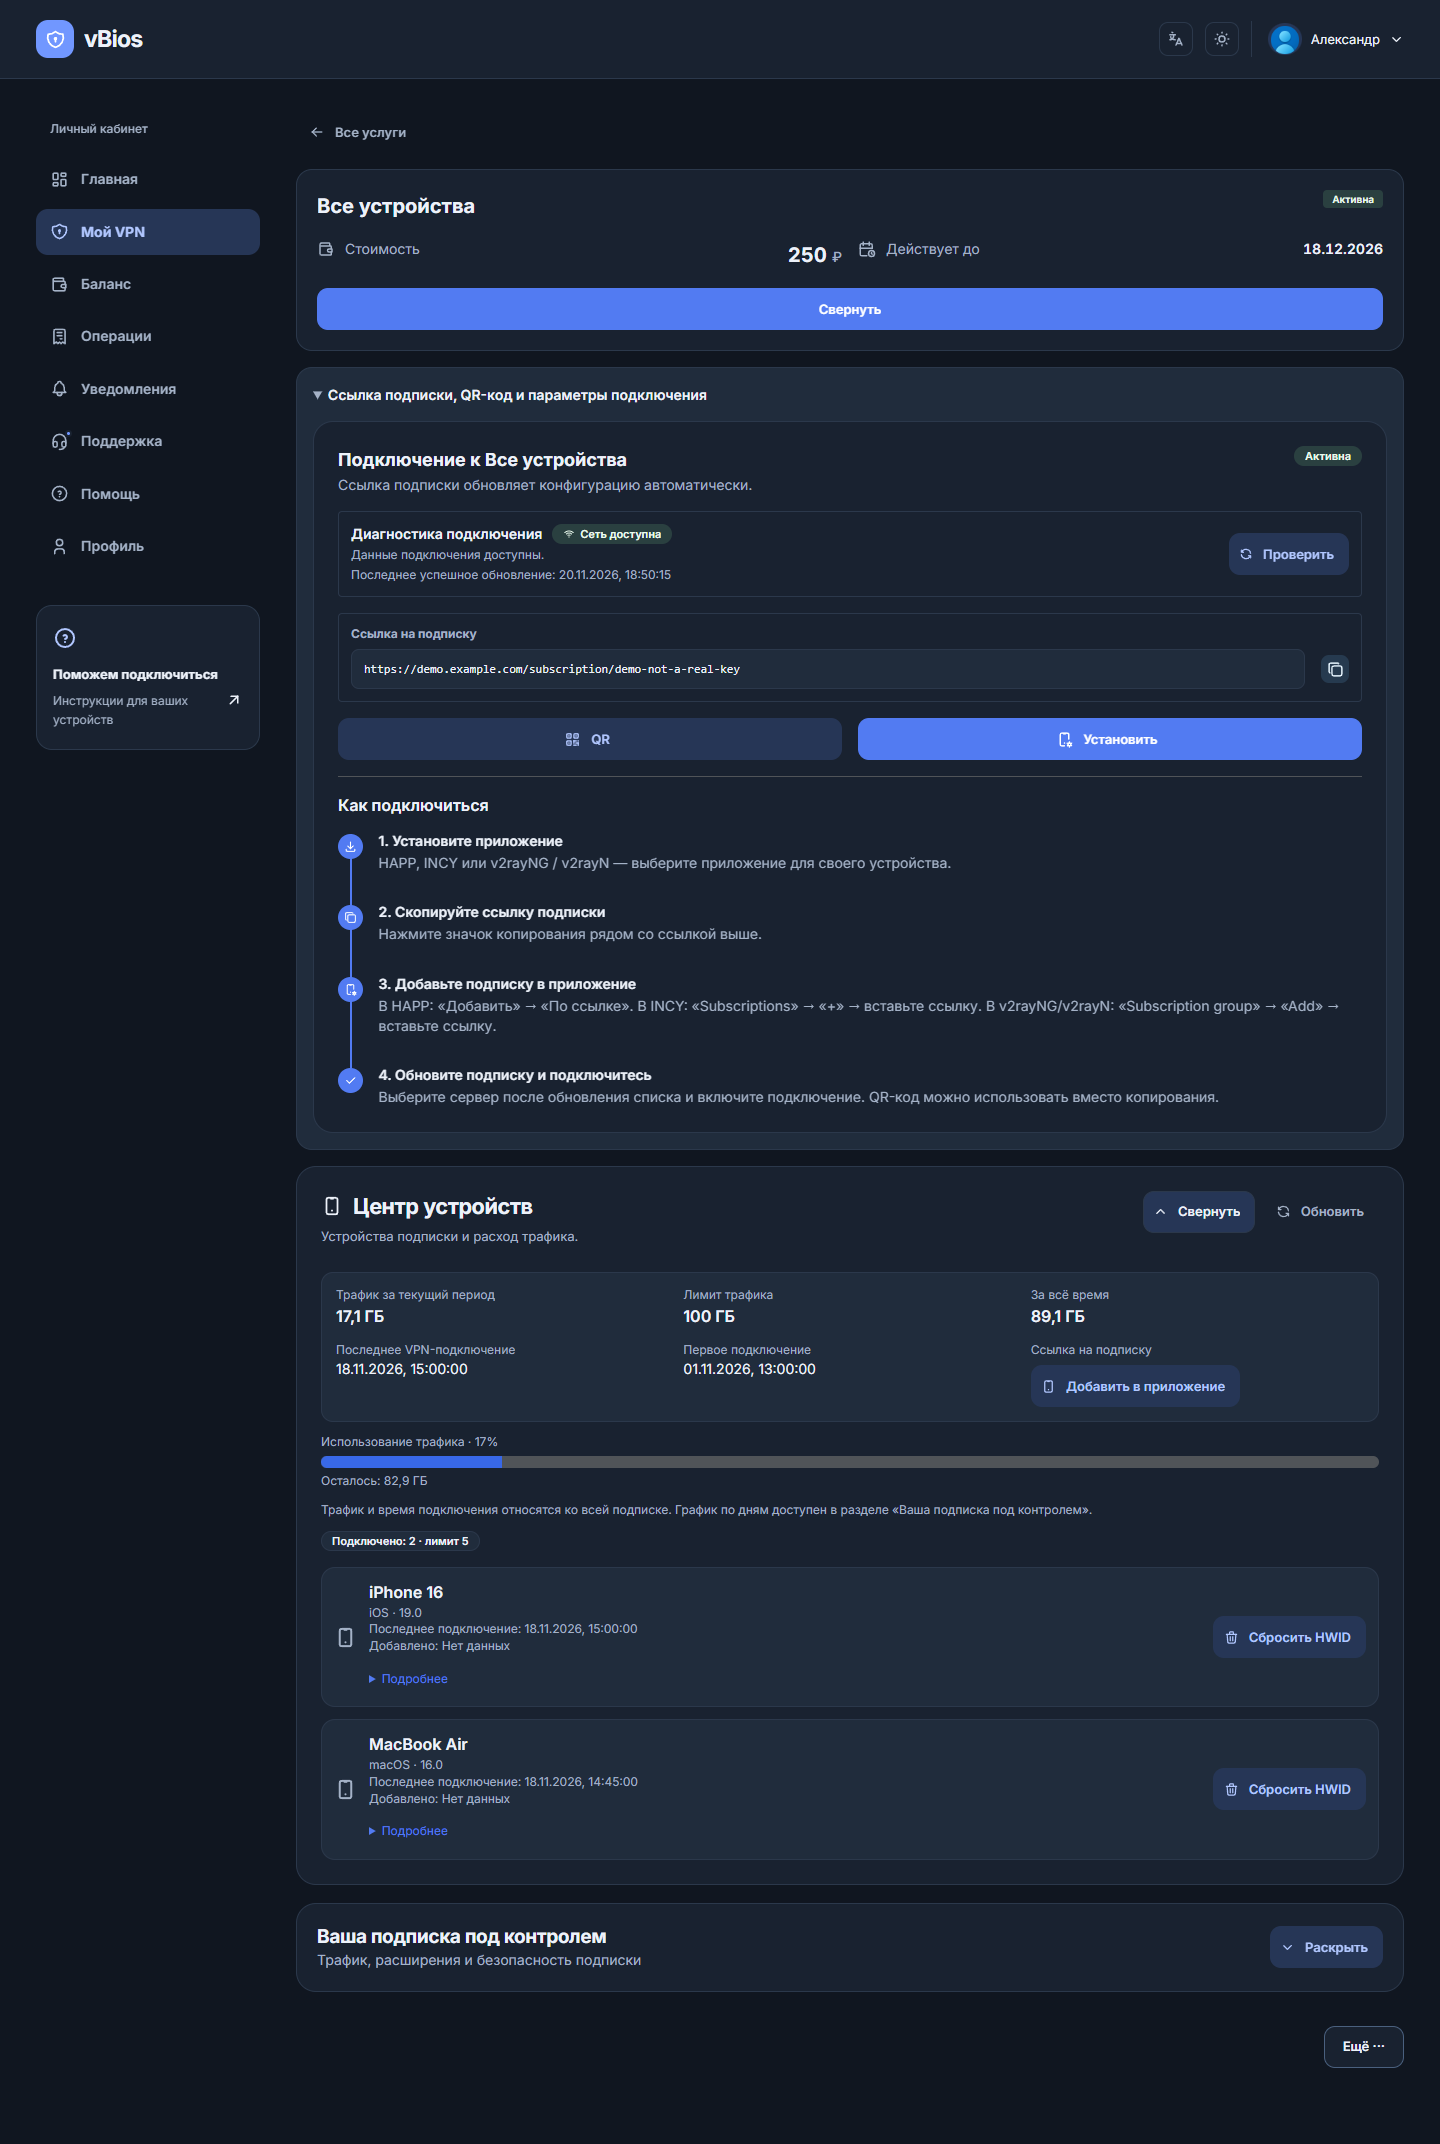 vBios
Александр
Личный кабинет
Главная
Мой VPN
Баланс
Операции
Уведомления
Поддержка
Помощь
Профиль
Поможем подключиться
Инструкции для ваших
устройств
Все услуги
Все устройства
Активна
Стоимость
250 ₽
Действует до
18.12.2026
Свернуть
Ссылка подписки, QR-код и параметры подключения
Подключение к Все устройства
Активна
Ссылка подписки обновляет конфигурацию автоматически.
Диагностика подключения
Сеть доступна
Данные подключения доступны.
Последнее успешное обновление: 20.11.2026, 18:50:15
Проверить
Ссылка на подписку
https://demo.example.com/subscription/demo-not-a-real-key
QR
Установить
Как подключиться
1. Установите приложение
HAPP, INCY или v2rayNG / v2rayN — выберите приложение для своего устройства.
2. Скопируйте ссылку подписки
Нажмите значок копирования рядом со ссылкой выше.
3. Добавьте подписку в приложение
В HAPP: «Добавить» → «По ссылке». В INCY: «Subscriptions» → «+» → вставьте ссылку. В v2rayNG/v2rayN: «Subscription group» → «Add» →
вставьте ссылку.
4. Обновите подписку и подключитесь
Выберите сервер после обновления списка и включите подключение. QR-код можно использовать вместо копирования.
Центр устройств
Устройства подписки и расход трафика.
Свернуть
Обновить
Трафик за текущий период
17,1 ГБ
Лимит трафика
100 ГБ
За всё время
89,1 ГБ
Последнее VPN-подключение
18.11.2026, 15:00:00
Первое подключение
01.11.2026, 13:00:00
Ссылка на подписку
Добавить в приложение
Использование трафика · 17%
Осталось: 82,9 ГБ
Трафик и время подключения относятся ко всей подписке. График по дням доступен в разделе «Ваша подписка под контролем».
Подключено: 2 · лимит 5
iPhone 16
iOS · 19.0
Последнее подключение: 18.11.2026, 15:00:00
Добавлено: Нет данных
Подробнее
Сбросить HWID
MacBook Air
macOS · 16.0
Последнее подключение: 18.11.2026, 14:45:00
Добавлено: Нет данных
Подробнее
Сбросить HWID
Ваша подписка под контролем
Трафик, расширения и безопасность подписки
Раскрыть
Ещё ···